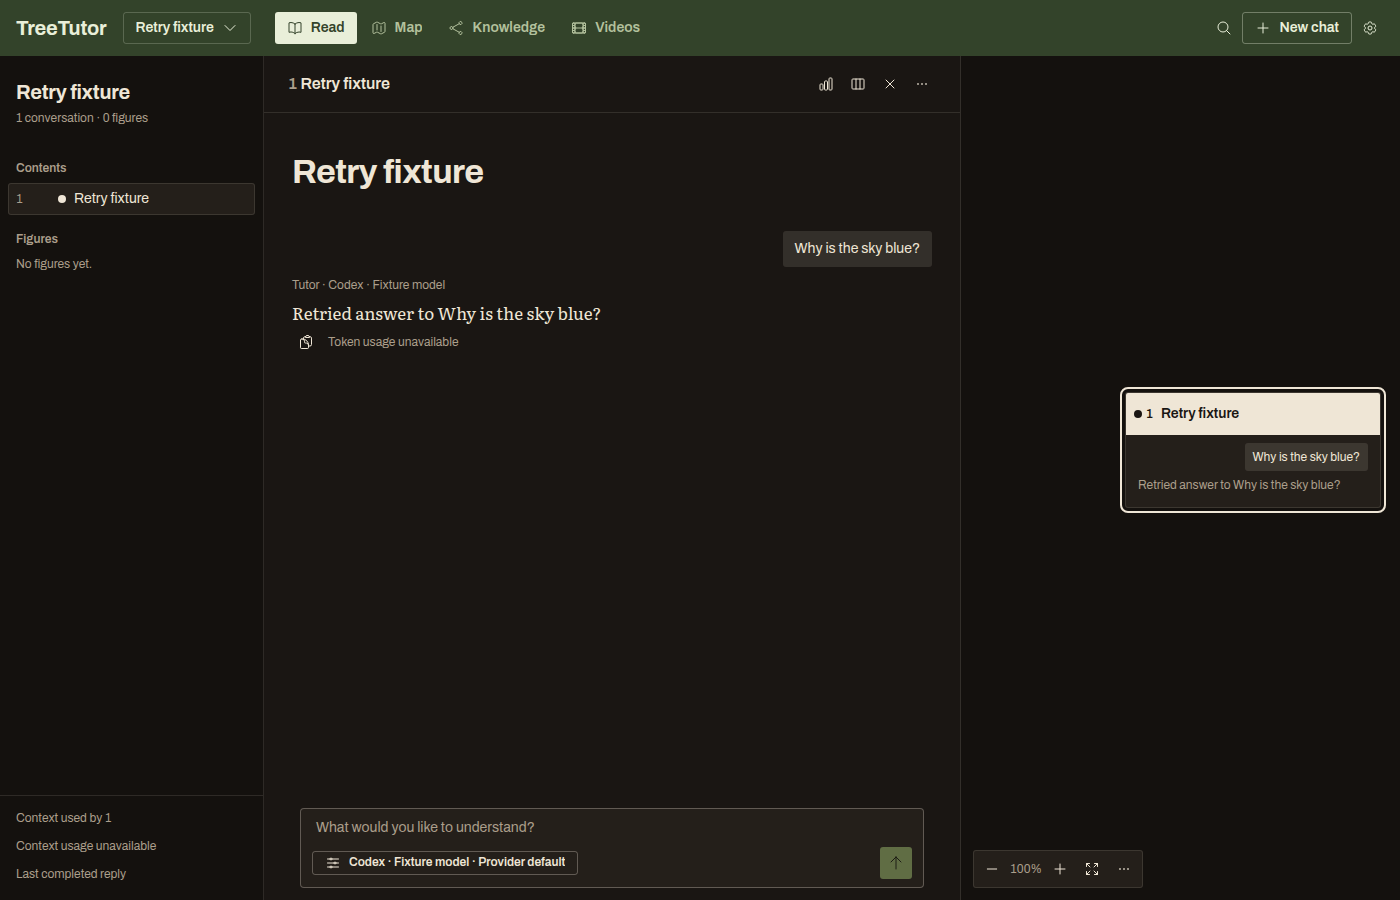 TreeTutor
Retry fixture
Read
Map
Knowledge
Videos
New chat
Retry fixture
1 conversation · 0 figures
Contents
1 Retry fixture
Figures
No figures yet.
Context used by 1
Context usage unavailable
Last completed reply
1 Retry fixture
Retry fixture
Why is the sky blue?
Tutor · Codex · Fixture model
Retried answer to Why is the sky blue?
Token usage unavailable
What would you like to understand?
Codex · Fixture model · Provider default
1 Retry fixture
Why is the sky blue?
Retried answer to Why is the sky blue?
100%